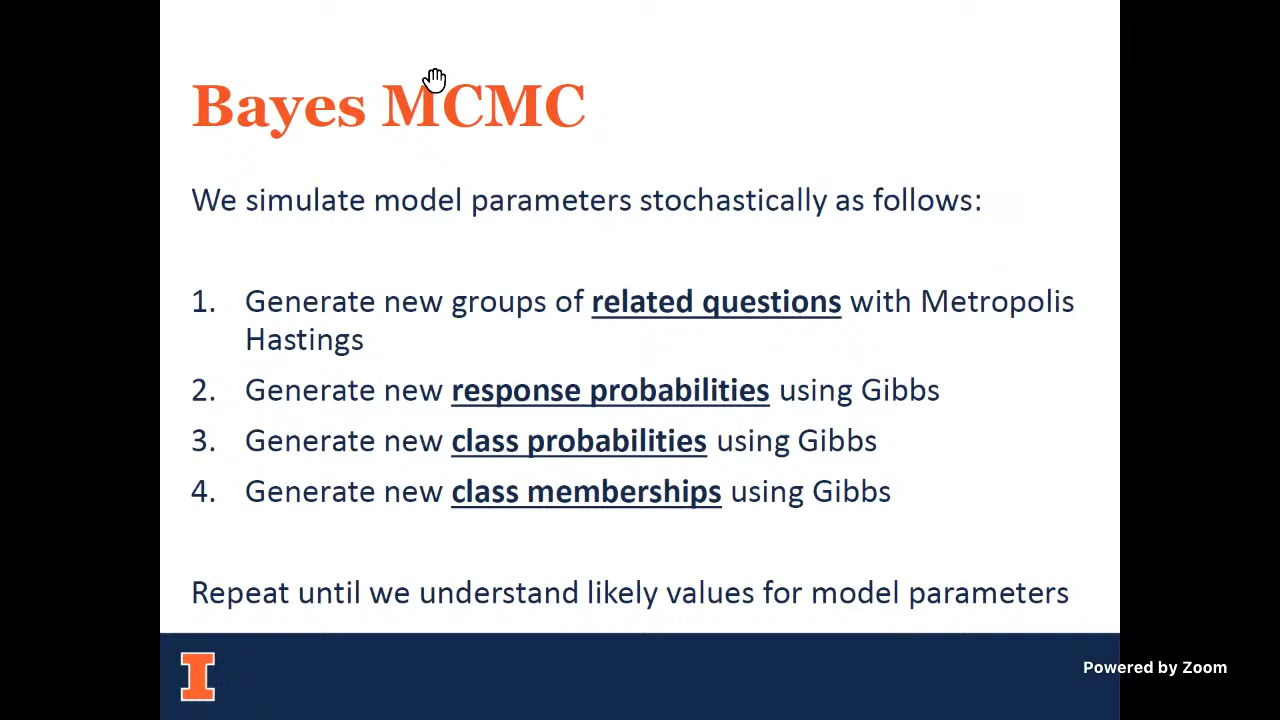 Bayes MCMC
We simulate model parameters stochastically as follows:
1. Generate new groups of related questions with Metropolis
Hastings
2. Generate new response probabilities using Gibbs
3. Generate new class probabilities using Gibbs
4. Generate new class memberships using Gibbs
Repeat until we understand likely values for model parameters
I
Powered by Zoom